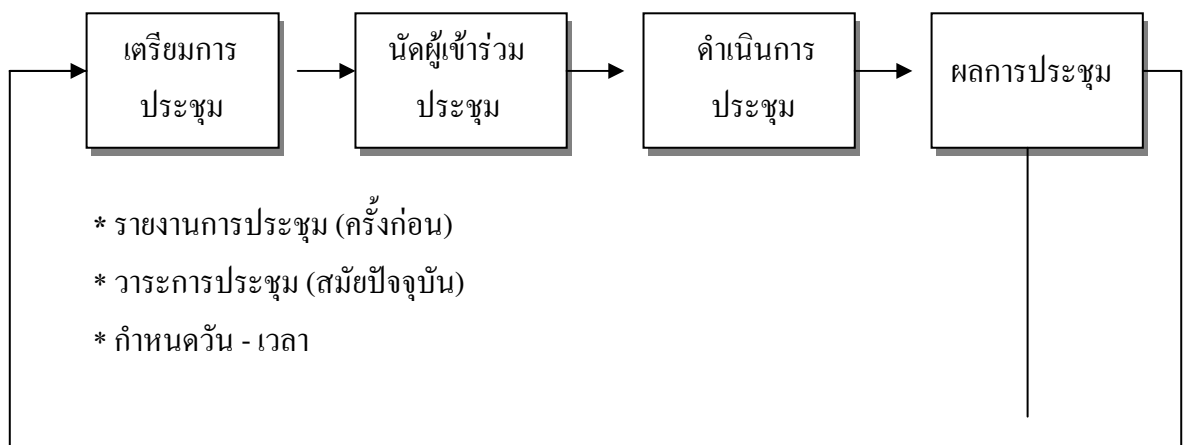 เตรียมการ
ประชุม
นัดผู้เข้าร่วม
ประชุม
ดำเนินการ
ประชุม
ผลการประชุม
* รายงานการประชุม (ครั้งก่อน)
* วาระการประชุม (สมัยปัจจุบัน)
* กำหนดวัน - เวลา